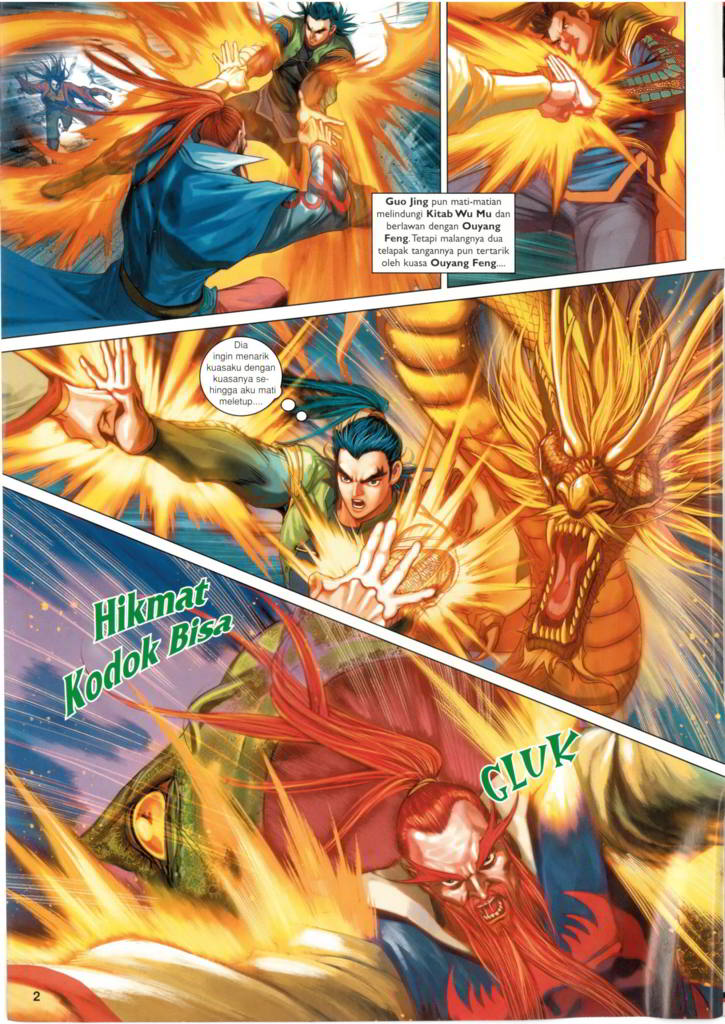 Guo Jing pun mati-matian
melindungi Kitab Wu Mu dan
berlawan dengan Ouyang
Feng. Tetapi malangnya dua
telapak tangannya pun tertarik
oleh kuasa Ouyang Feng....
Dia
ingin menarik
kuasaku dengan
kuasanya se-
hingga aku mati
meletup....
Hikmat
Kodok Bisa
GLUK
2